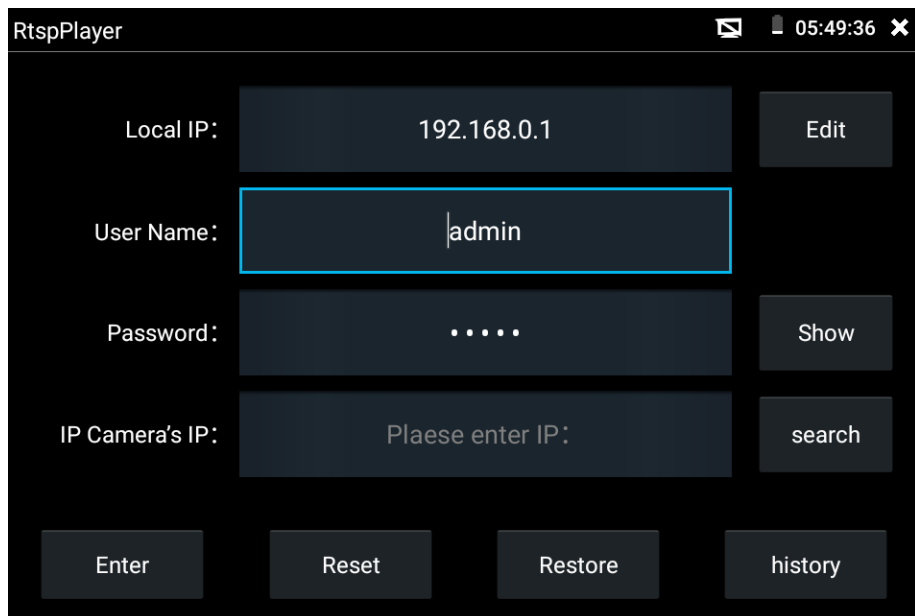 RtspPlayer 05:49:36
Local IP： 192.168.0.1 Edit
User Name： admin
Password： ••••• Show
IP Camera's IP： Plaese enter IP： search
Enter Reset Restore history